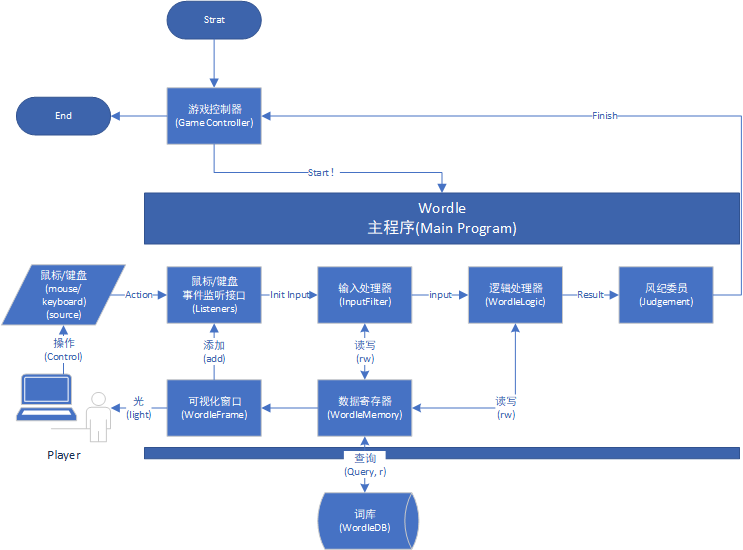 Strat
End
游戏控制器
(Game Controller)
Finish
Start！
Wordle
主程序(Main Program)
鼠标/键盘
(mouse/
keyboard)
(source)
Action
鼠标/键盘
事件监听接口
(Listeners)
Init Input
输入处理器
(InputFilter)
input
逻辑处理器
(WordleLogic)
Result
风纪委员
(Judgement)
操作
(Control)
添加
(add)
读写
(rw)
光
(light)
可视化窗口
(WordleFrame)
数据寄存器
(WordleMemory)
读写
(rw)
Player
查询
(Query, r)
词库
(WordleDB)